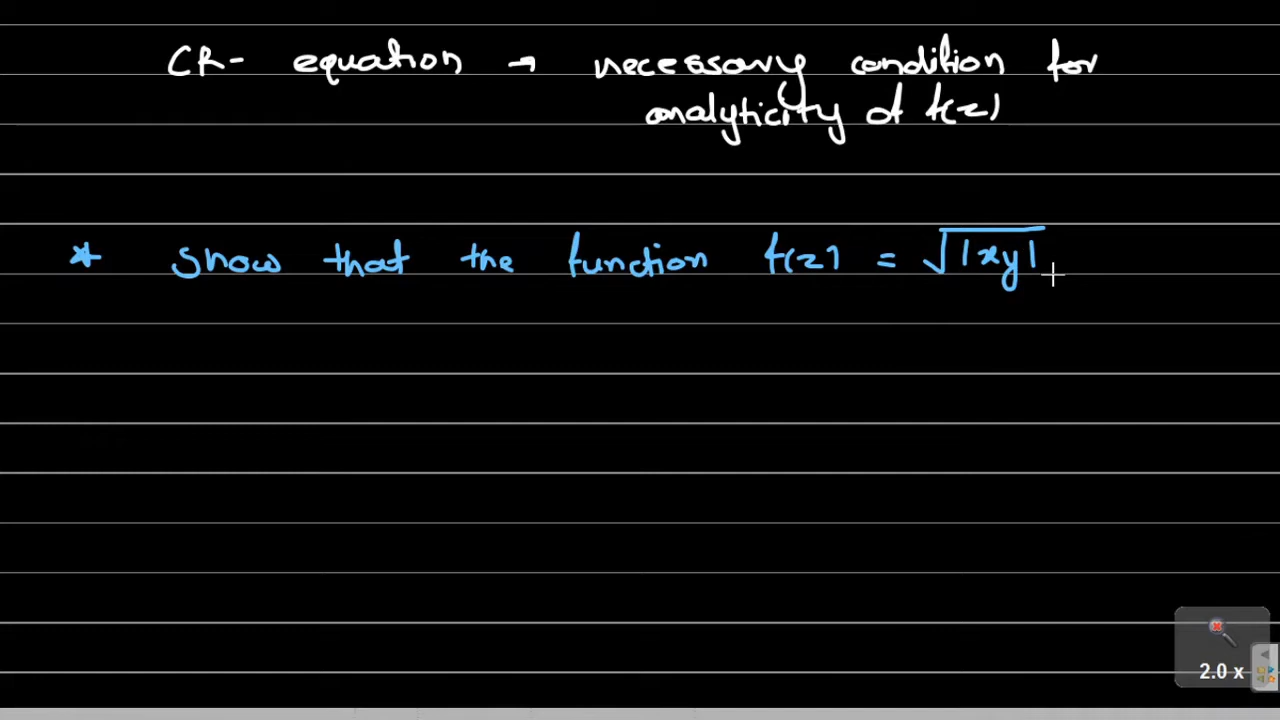 CR- equation → necessary condition for
analyticity of f(z)
* show that the function f(z) = √|xy|
2.0 x